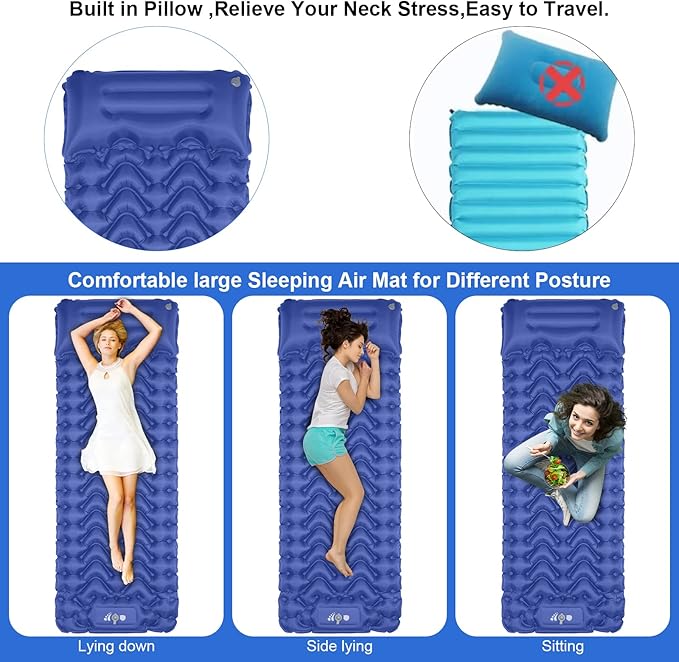 Built in Pillow ,Relieve Your Neck Stress,Easy to Travel.
Comfortable large Sleeping Air Mat for Different Posture
Lying down
Side lying
Sitting